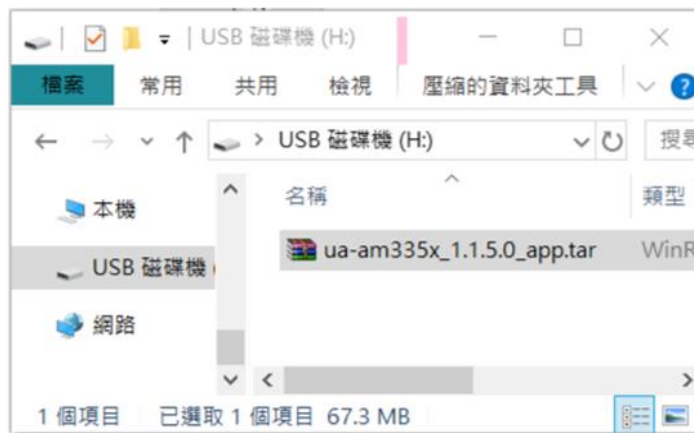 USB 磁碟機 (H:)
檔案 常用 共用 檢視 壓縮的資料夾工具
USB 磁碟機 (H:) 搜尋
名稱 類型
本機
USB 磁碟機
網路
ua-am335x_1.1.5.0_app.tar WinR
1 個項目 已選取 1 個項目 67.3 MB